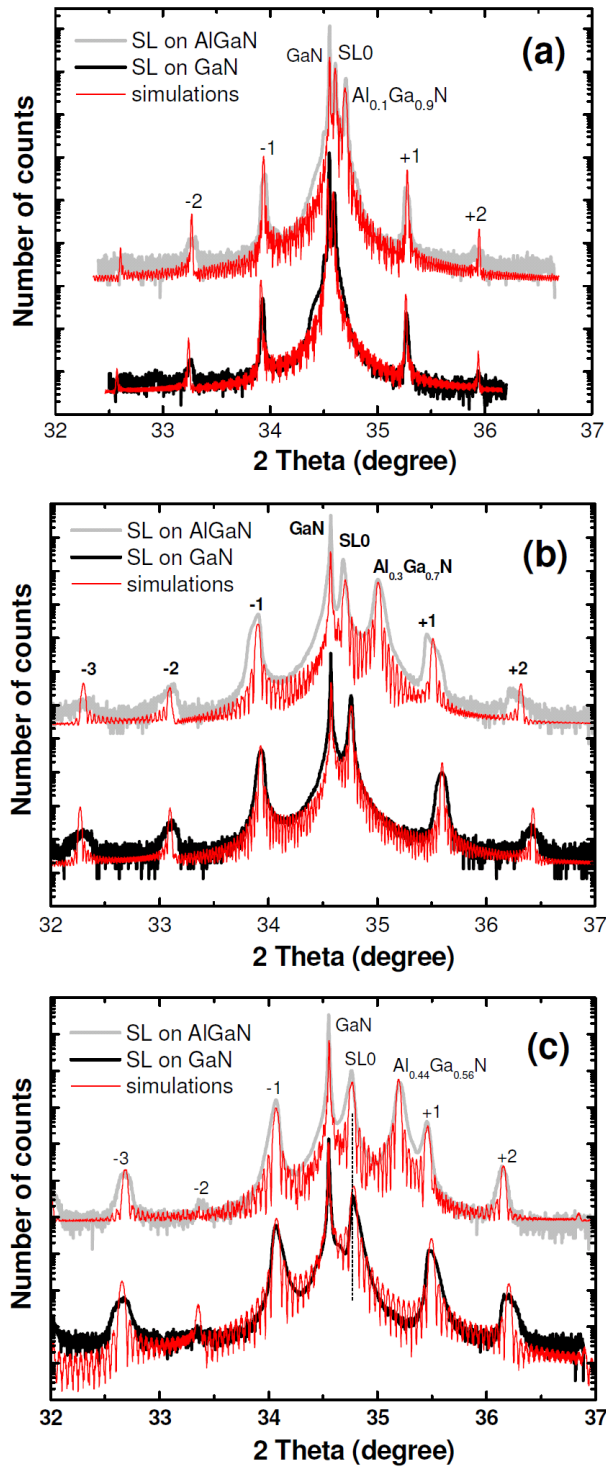 SL on AlGaN
SL on GaN
simulations
GaN
SL0
Al0.1Ga0.9N
(a)
-2
-1
+1
+2
Number of counts
32 33 34 35 36 37
2 Theta (degree)
SL on AlGaN
SL on GaN
simulations
GaN
SL0
Al0.3Ga0.7N
(b)
-3
-2
-1
+1
+2
Number of counts
32 33 34 35 36 37
2 Theta (degree)
SL on AlGaN
SL on GaN
simulations
GaN
SL0
Al0.44Ga0.56N
(c)
-3
-2
-1
+1
+2
Number of counts
32 33 34 35 36 37
2 Theta (degree)